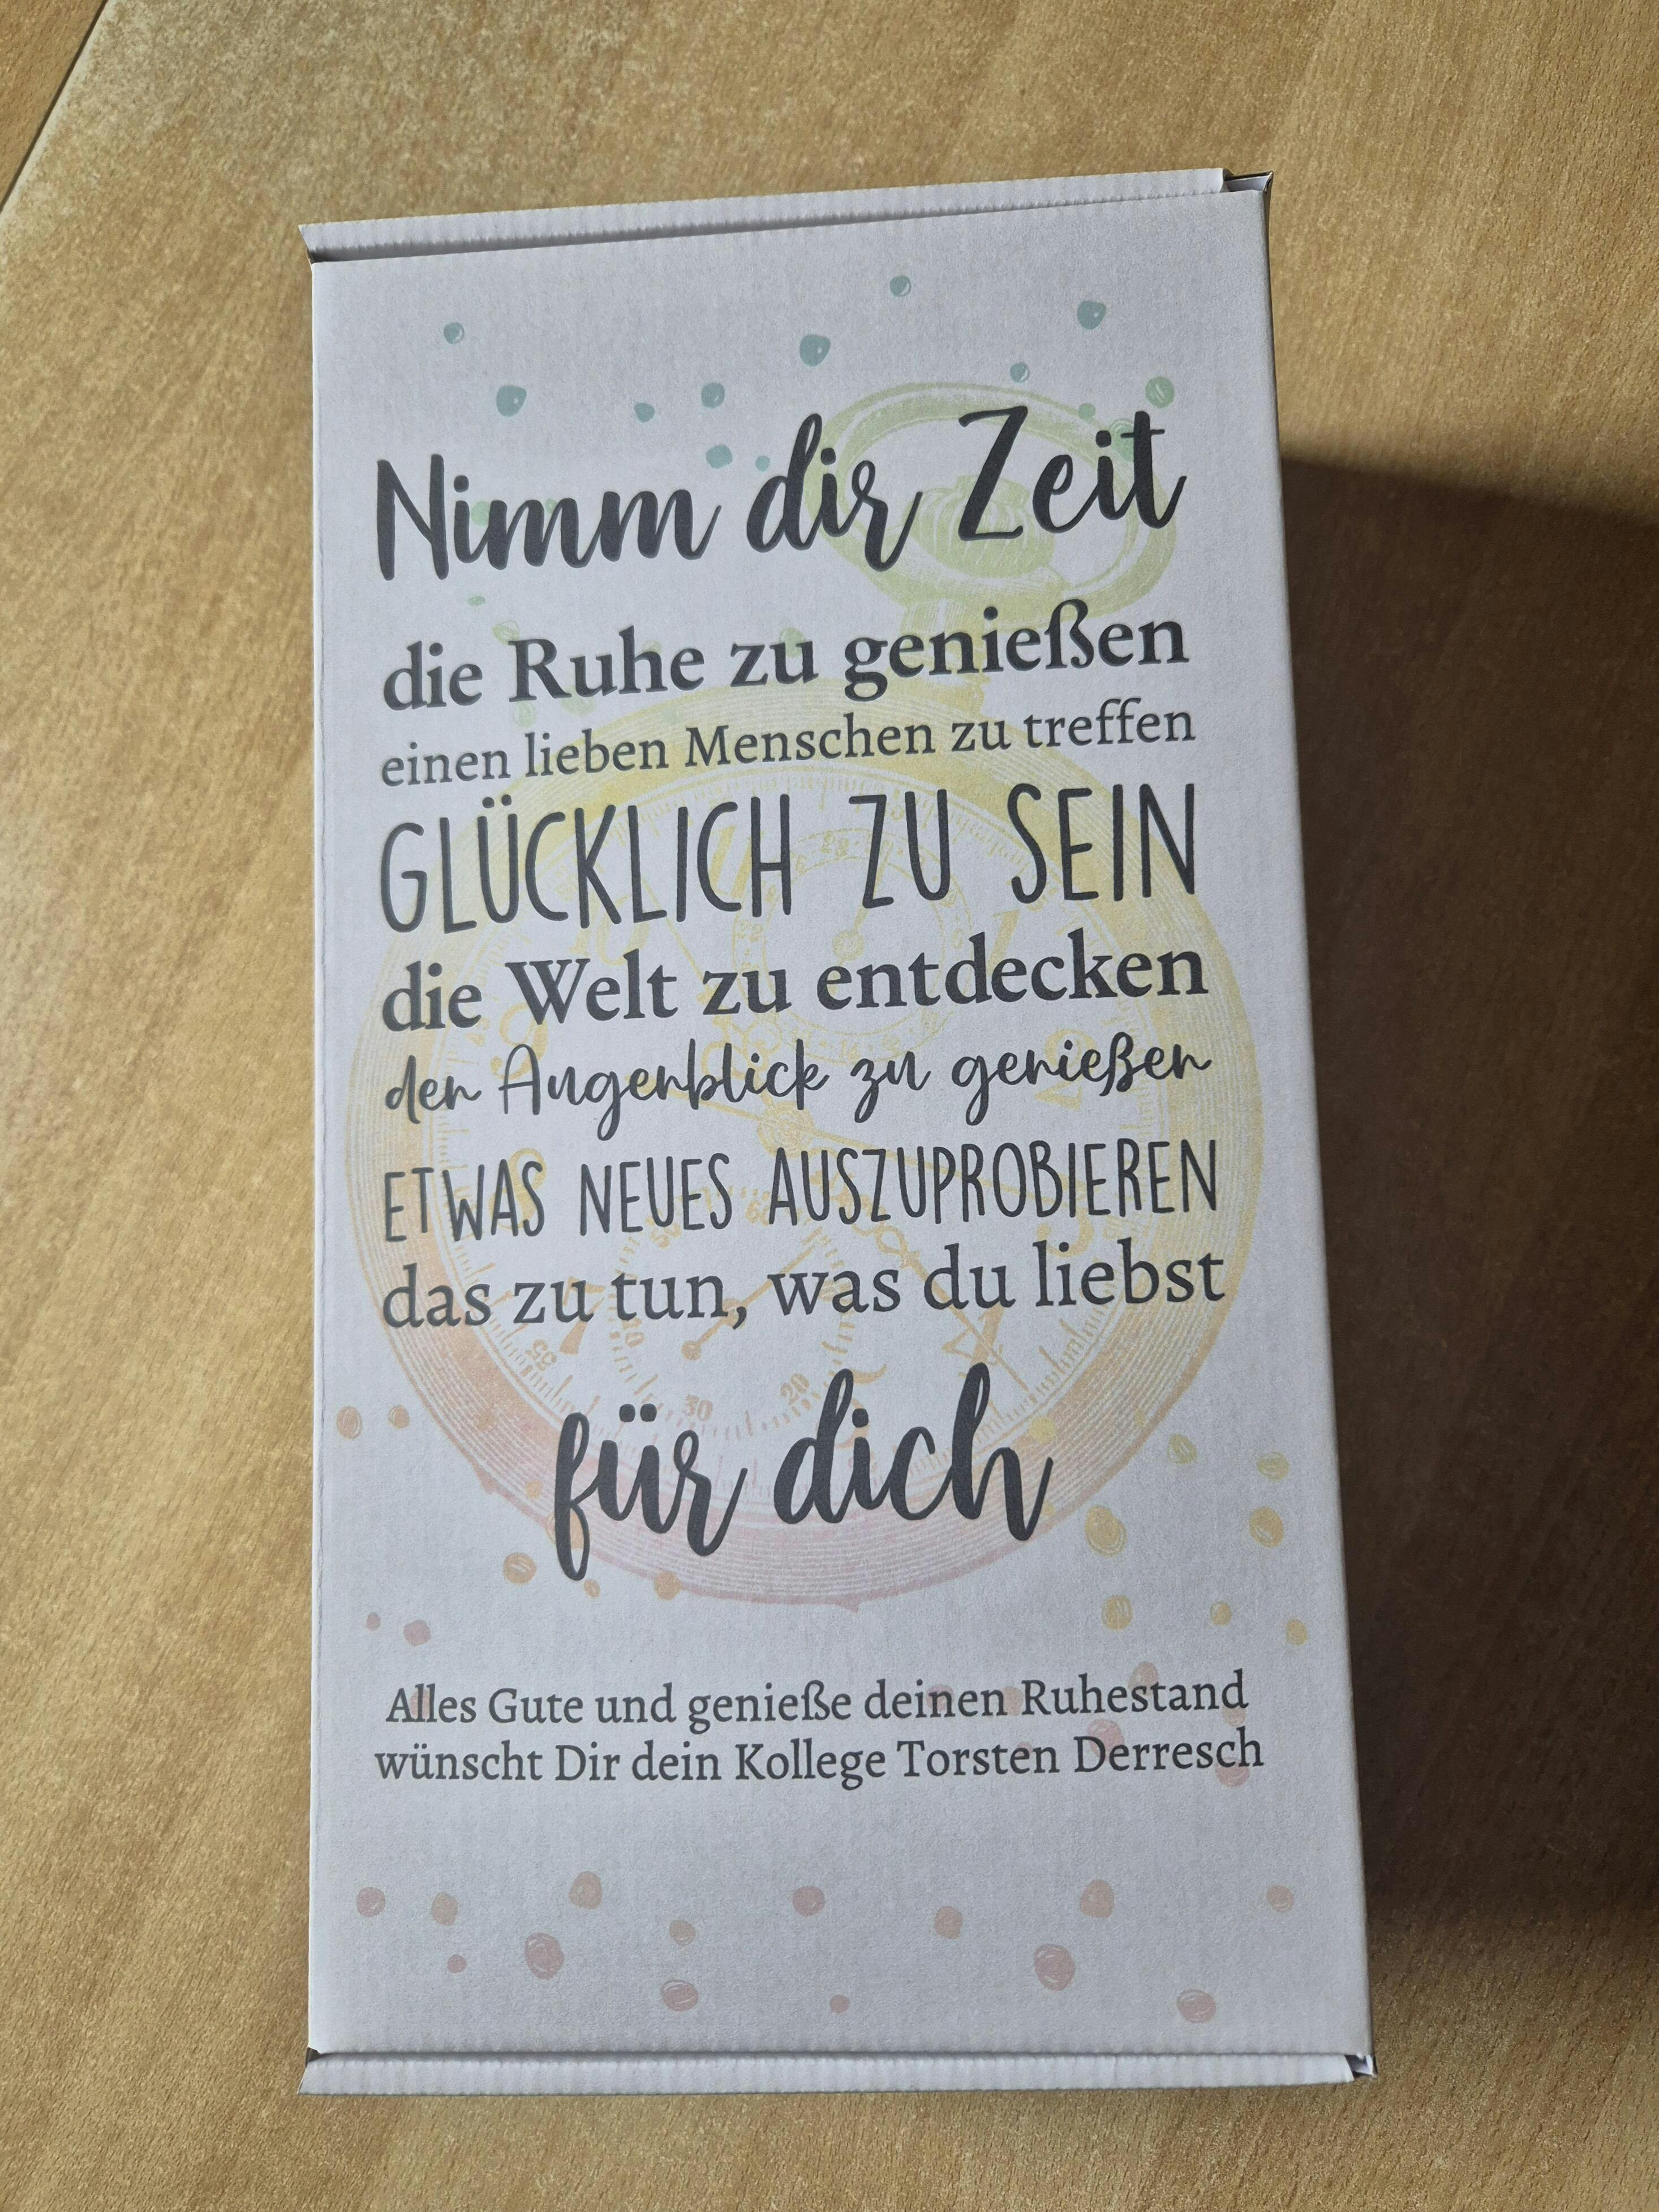 Nimm dir Zeit
die Ruhe zu genießen
einen lieben Menschen zu treffen
GLÜCKLICH ZU SEIN
die Welt zu entdecken
den Augenblick zu genießen
ETWAS NEUES AUSZUPROBIEREN
das zu tun, was du liebst
für dich
Alles Gute und genieße deinen Ruhestand
wünscht Dir dein Kollege Torsten Derresch